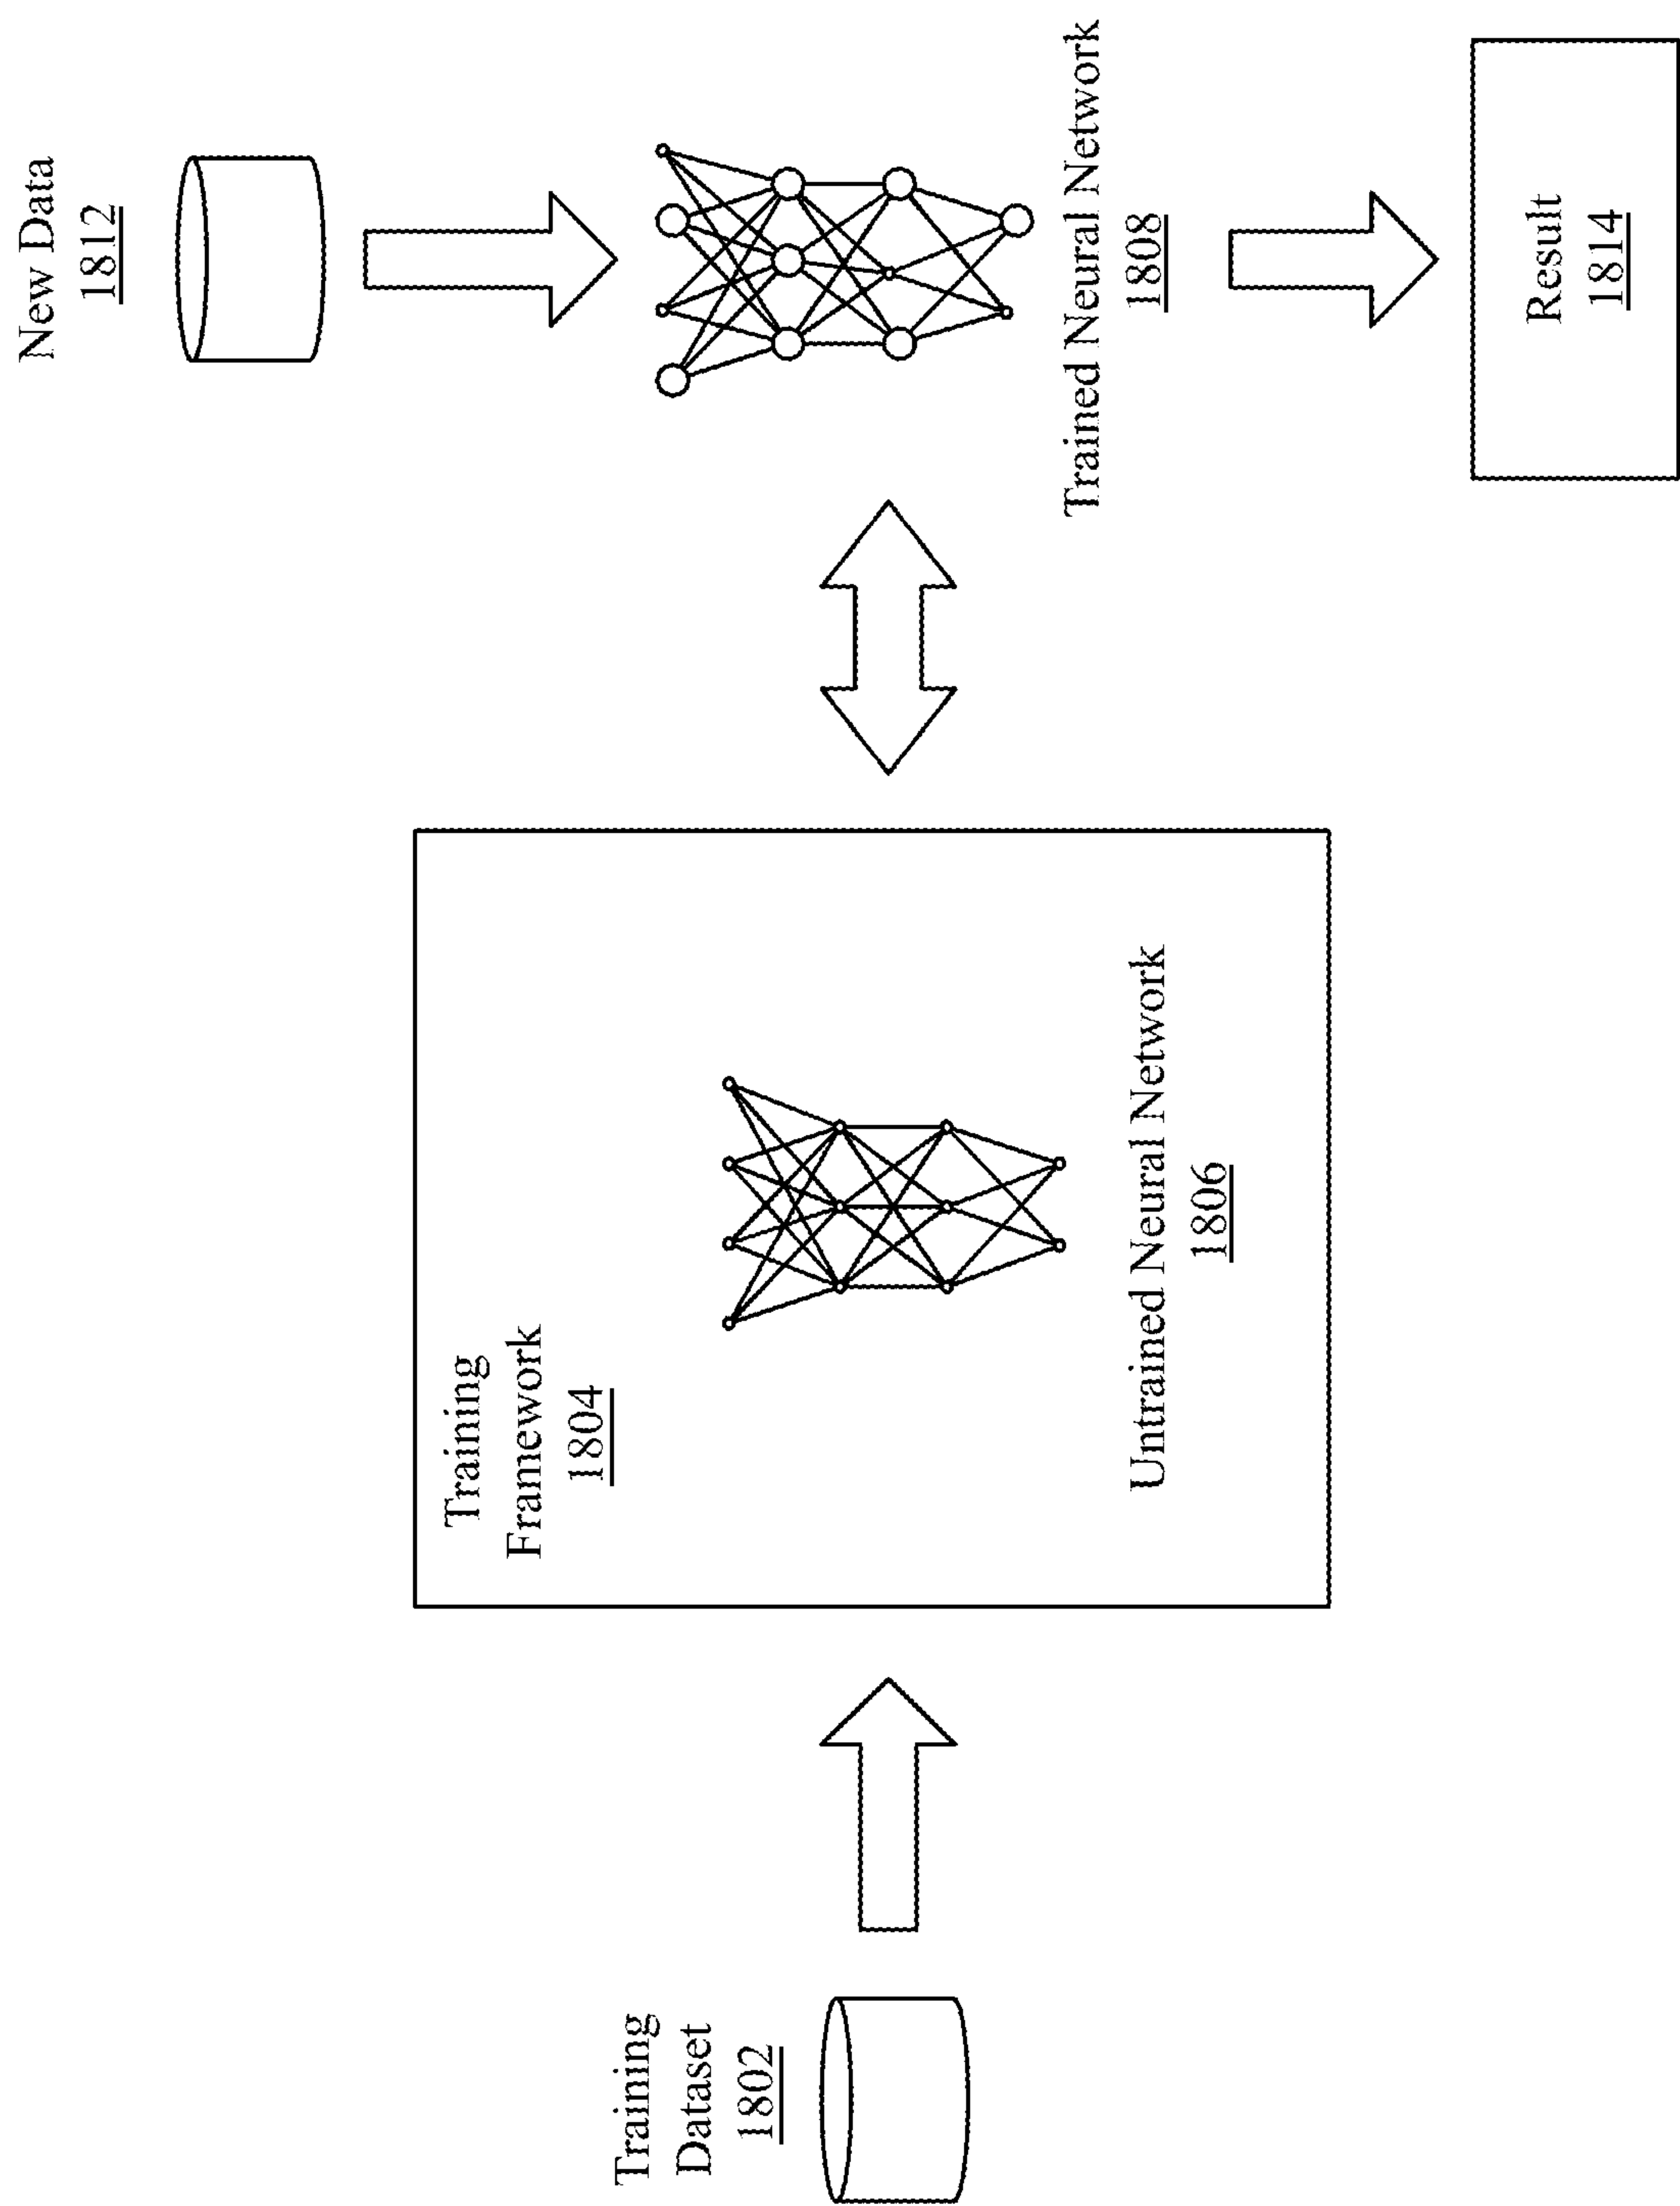 Training
Dataset
1802
Training
Framework
1804
Untrained Neural Network
1806
New Data
1812
Trained Neural Network
1808
Result
1814